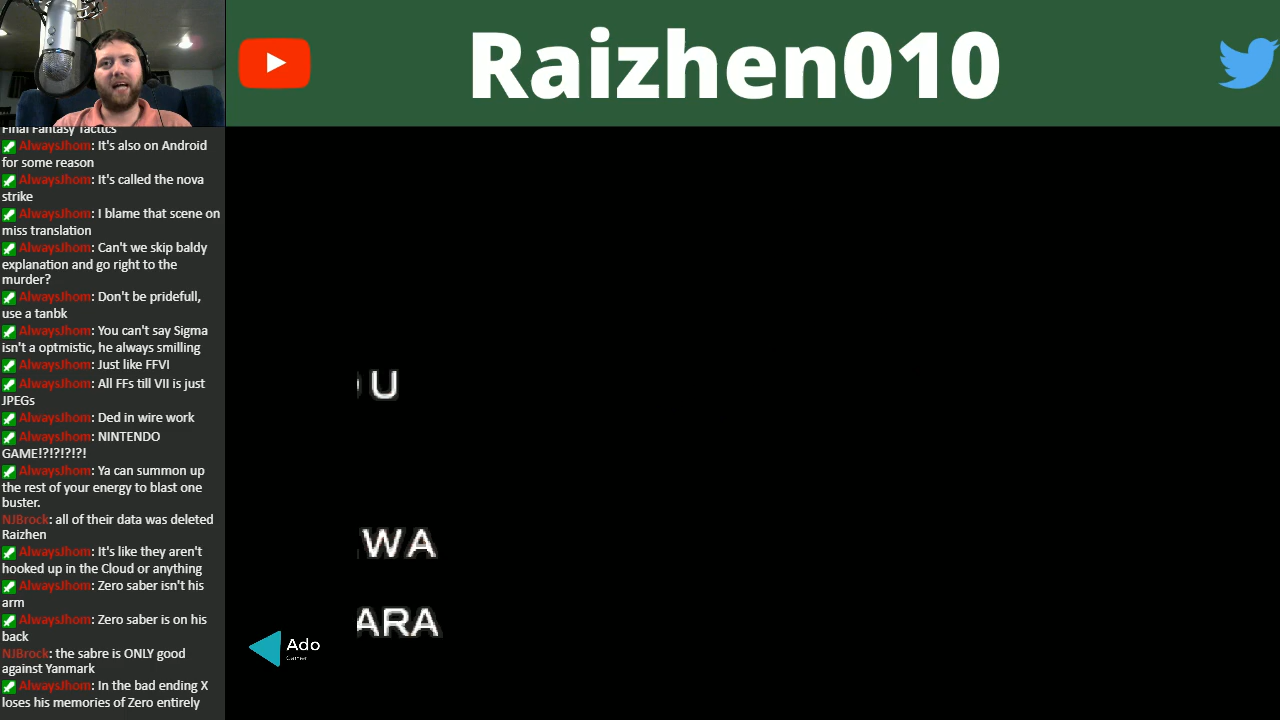 Raizhen010
Final Fantasy Tactics
AlwaysJhom: It's also on Android
for some reason
AlwaysJhom: It's called the nova
strike
AlwaysJhom: I blame that scene on
miss translation
AlwaysJhom: Can't we skip baldy
explanation and go right to the
murder?
AlwaysJhom: Don't be pridefull,
use a tanbk
AlwaysJhom: You can't say Sigma
isn't a optmistic, he always smilling
AlwaysJhom: Just like FFVI
AlwaysJhom: All FFs till VII is just
JPEGs
AlwaysJhom: Ded in wire work
AlwaysJhom: NINTENDO
GAME!?!?!?!?!
AlwaysJhom: Ya can summon up
the rest of your energy to blast one
buster.
NJBrock: all of their data was deleted
Raizhen
AlwaysJhom: It's like they aren't
hooked up in the Cloud or anything
AlwaysJhom: Zero saber isn't his
arm
AlwaysJhom: Zero saber is on his
back
NJBrock: the sabre is ONLY good
against Yanmark
AlwaysJhom: In the bad ending X
loses his memories of Zero entirely
U
WA
ARA
Ado